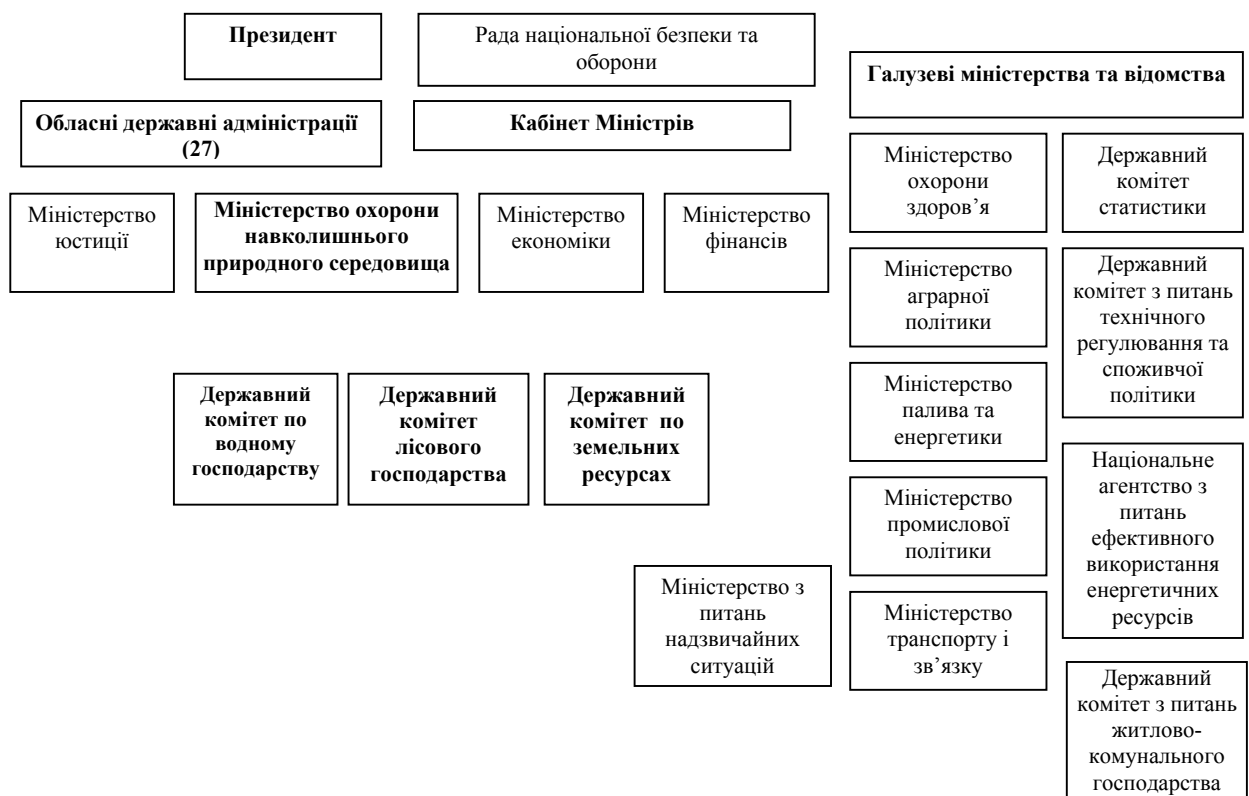 Президент
Рада національної безпеки та
оборони
Галузеві міністерства та відомства
Обласні державні адміністрації
(27)
Кабінет Міністрів
Міністерство
юстиції
Міністерство охорони
навколишнього
природного середовища
Міністерство
економіки
Міністерство
фінансів
Міністерство
охорони
здоров’я
Державний
комітет
статистики
Міністерство
аграрної
політики
Державний
комітет з питань
технічного
регулювання та
споживчої
політики
Державний
комітет по
водному
господарству
Державний
комітет
лісового
господарства
Державний
комітет по
земельних
ресурсах
Міністерство
палива та
енергетики
Національне
агентство з
питань
ефективного
використання
енергетичних
ресурсів
Міністерство
промислової
політики
Міністерство з
питань
надзвичайних
ситуацій
Міністерство
транспорту і
зв’язку
Державний
комітет з питань
житлово-
комунального
господарства